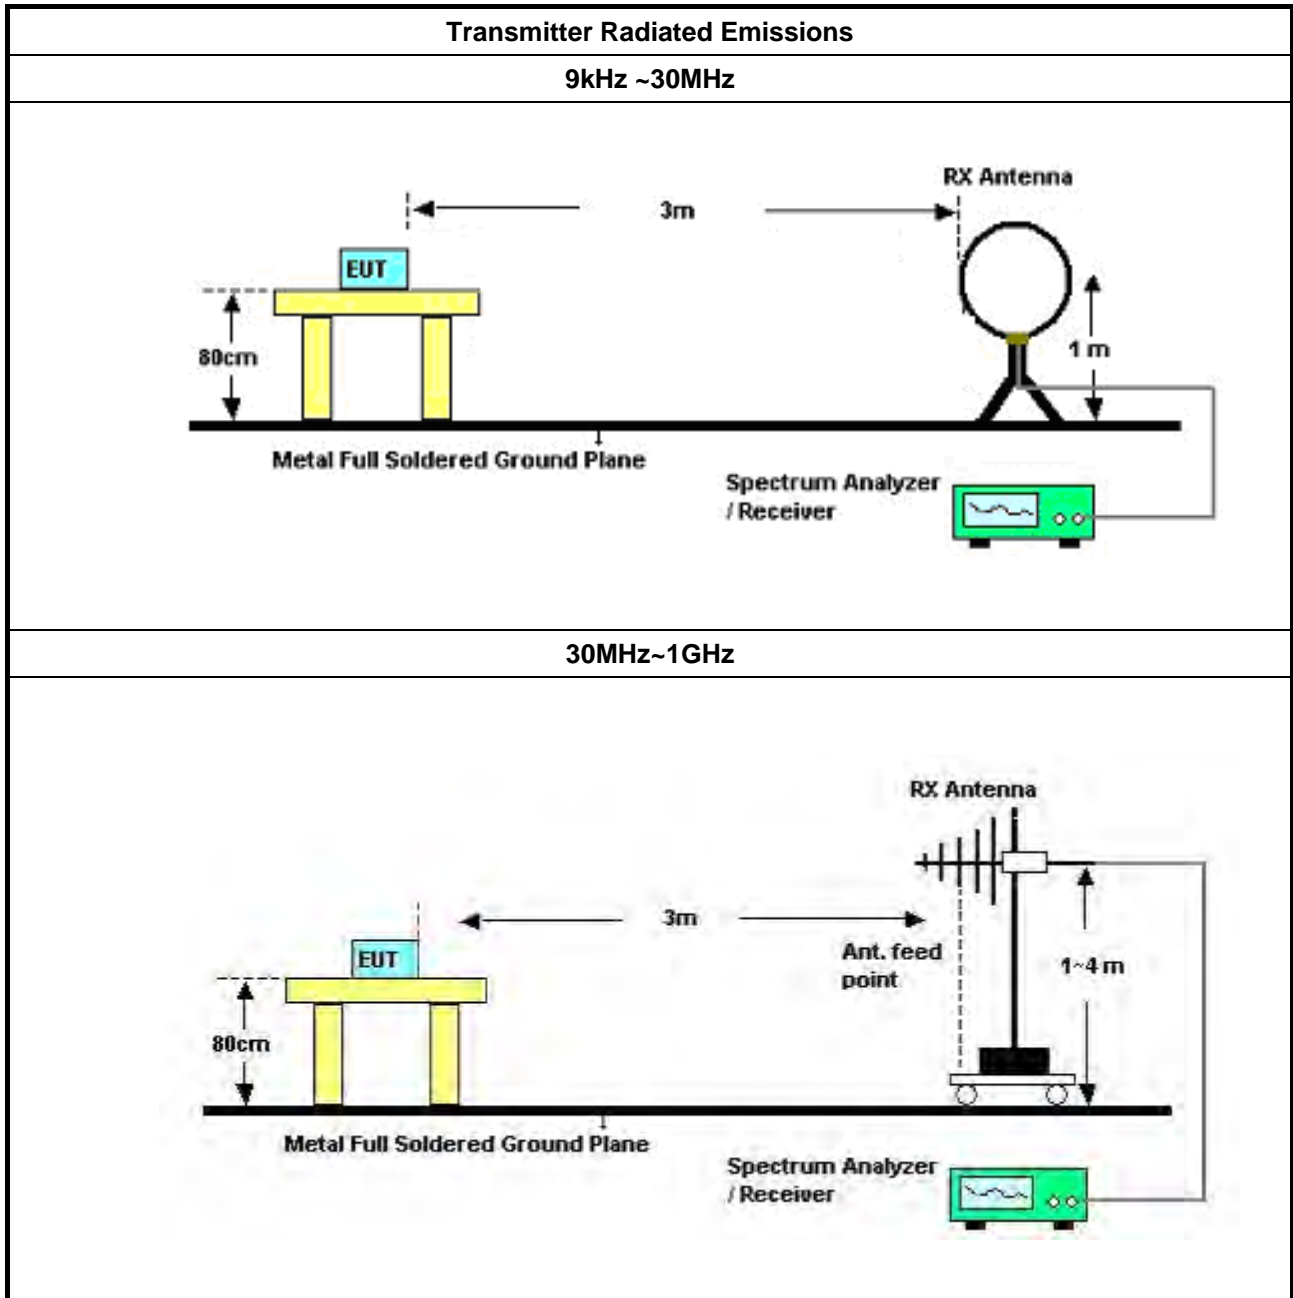 Transmitter Radiated Emissions
9kHz ~30MHz
RX Antenna
3m
EUT
80cm
1 m
Metal Full Soldered Ground Plane
Spectrum Analyzer
/ Receiver
30MHz~1GHz
RX Antenna
3m
Ant. feed
point
EUT
1~4 m
80cm
Metal Full Soldered Ground Plane
Spectrum Analyzer
/ Receiver